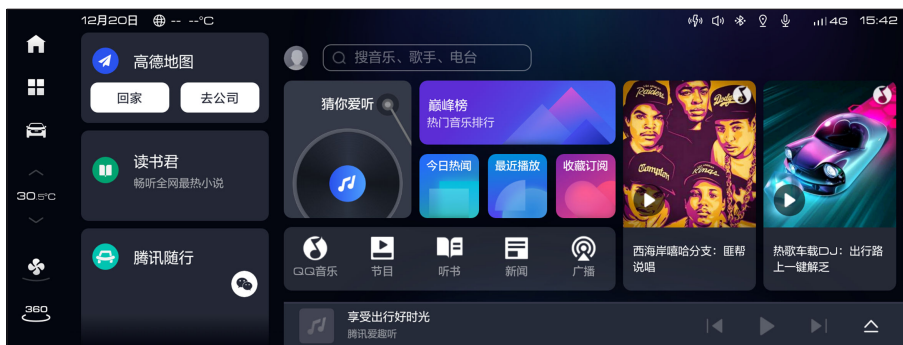 12月20日 -- --°C
4G 15:42
30.5°C
360
高德地图
回家 去公司
读书君
畅听全网最热小说
腾讯随行
搜音乐、歌手、电台
猜你爱听
巅峰榜
热门音乐排行
今日热闻 最近播放 收藏订阅
QQ音乐 节目 听书 新闻 广播
Raiders
Dodg
Compton
Kings
西海岸嘻哈分支：匪帮
说唱
热歌车载DJ：出行路
上一键解乏
享受出行好时光
腾讯爱趣听